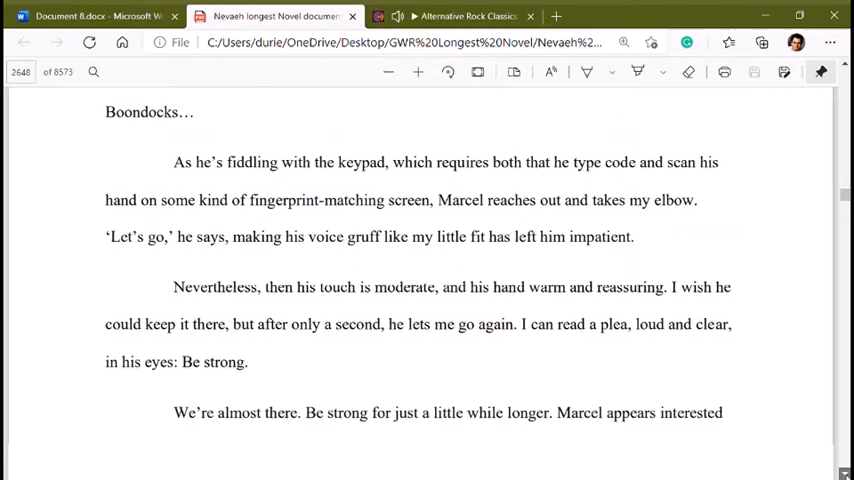 Document 8.docx - Microsoft W
Nevaeh longest Novel documen
Alternative Rock Classics
File
C:/Users/durie/OneDrive/Desktop/GWR%20Longest%20Novel/Nevaeh%2...
2648 of 8573
Boondocks…
As he’s fiddling with the keypad, which requires both that he type code and scan his
hand on some kind of fingerprint-matching screen, Marcel reaches out and takes my elbow.
‘Let’s go,’ he says, making his voice gruff like my little fit has left him impatient.
Nevertheless, then his touch is moderate, and his hand warm and reassuring. I wish he
could keep it there, but after only a second, he lets me go again. I can read a plea, loud and clear,
in his eyes: Be strong.
We’re almost there. Be strong for just a little while longer. Marcel appears interested